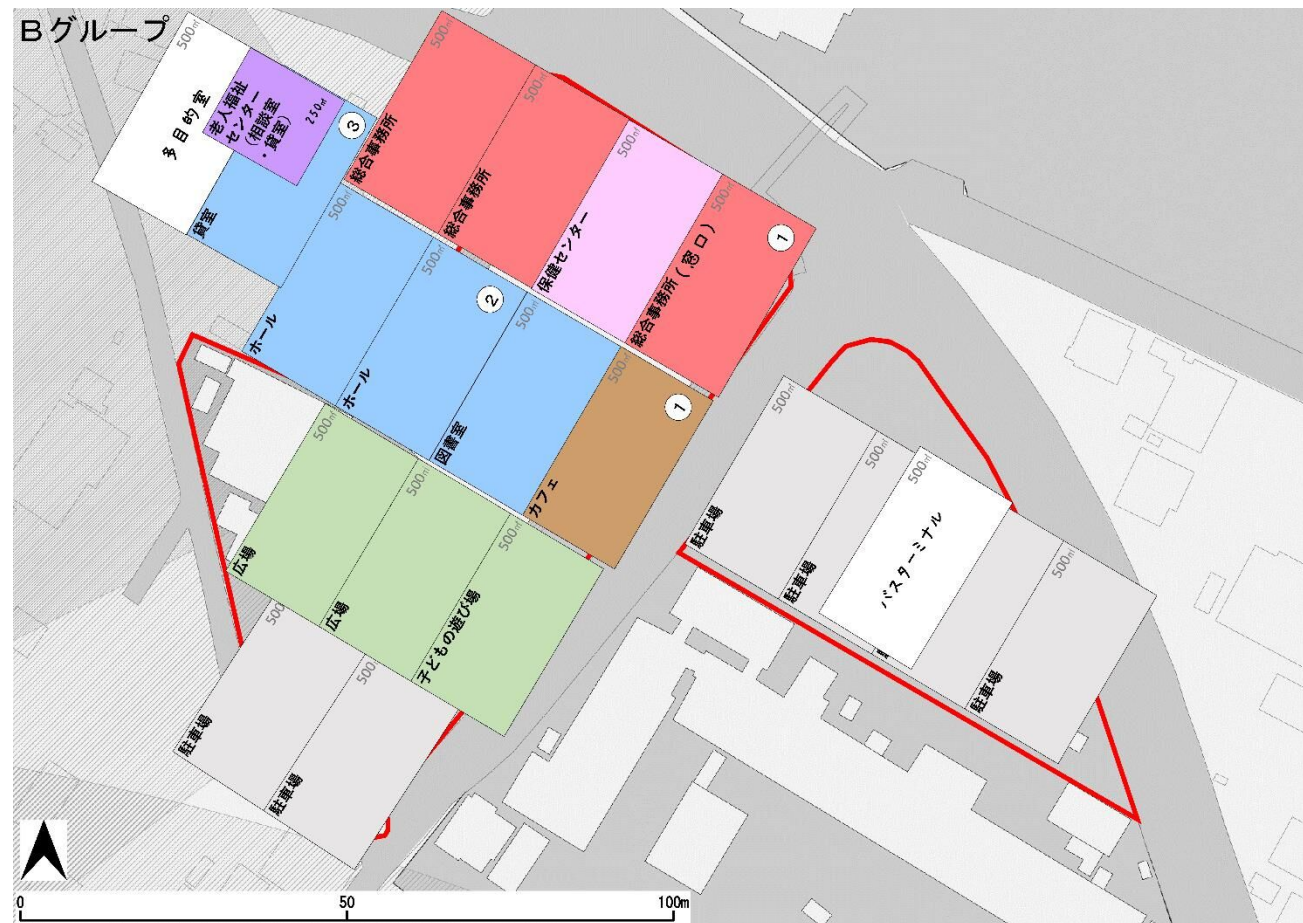 Bグループ
500㎡
多目的室
老人福祉
センター
(相談室
・貸室)
250㎡
貸室
③
500㎡
総合事務所
500㎡
総合事務所
500㎡
保健センター
500㎡
総合事務所(窓口)
①
500㎡
ホール
500㎡
ホール
②
500㎡
図書室
500㎡
カフェ
①
500㎡
広場
500㎡
広場
500㎡
子どもの遊び場
500
駐車場
500
駐車場
500㎡
駐車場
500㎡
駐車場
500㎡
バスターミナル
500㎡
駐車場
0 50 100m